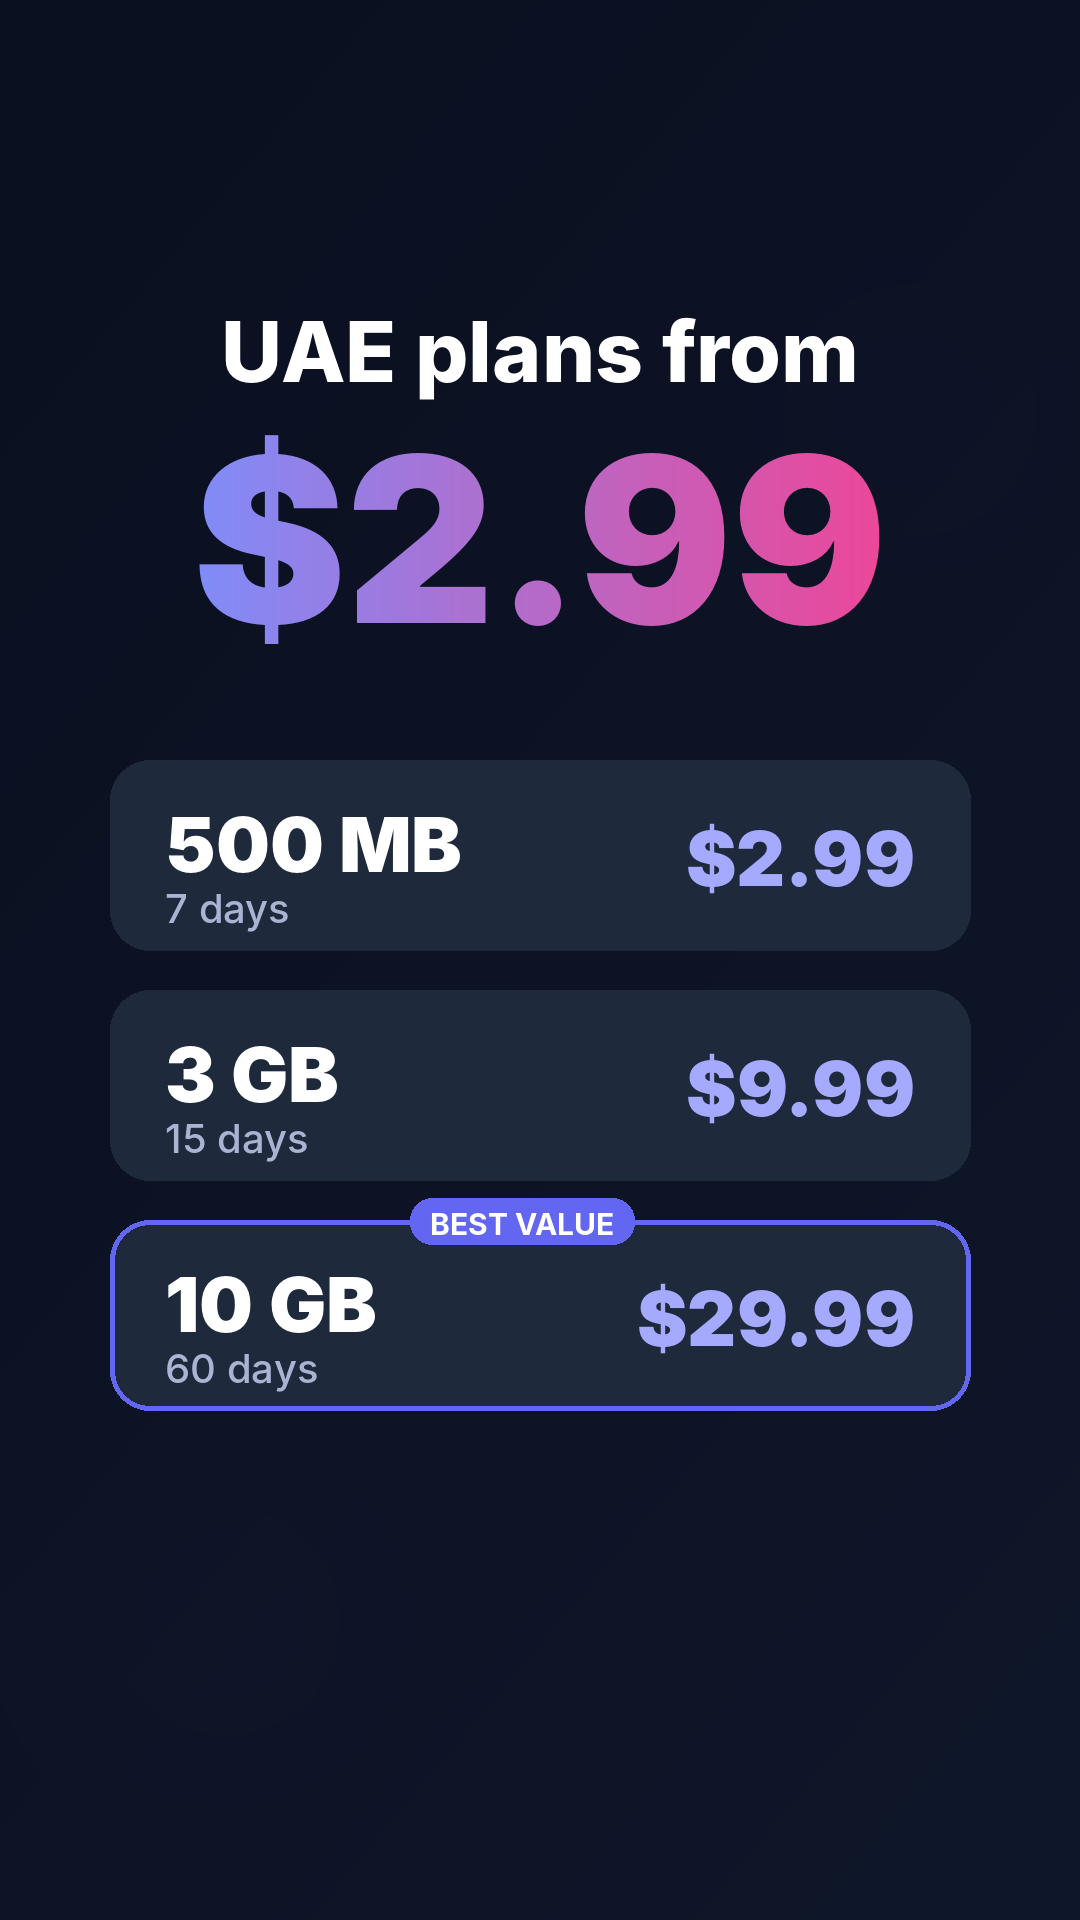 UAE plans from
$2.99
500 MB
7 days
$2.99
3 GB
15 days
$9.99
BEST VALUE
10 GB
60 days
$29.99